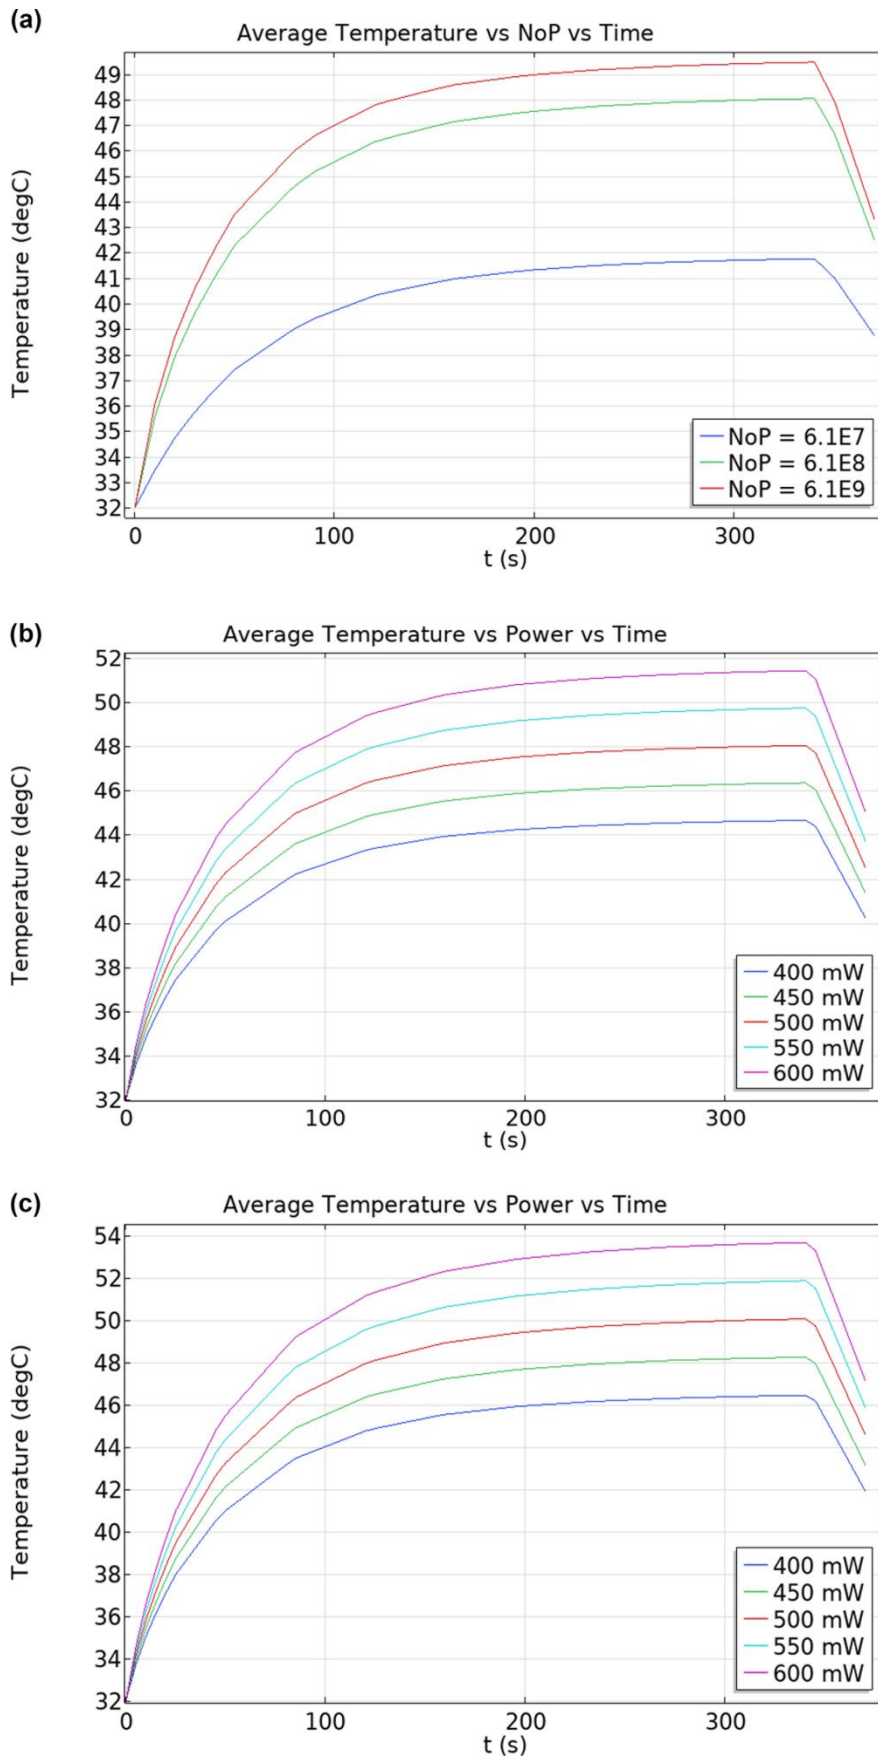 (a)
Average Temperature vs NoP vs Time
Temperature (degC)
49
48
47
46
45
44
43
42
41
40
39
38
37
36
35
34
33
32
NoP = 6.1E7
NoP = 6.1E8
NoP = 6.1E9
0 100 200 300
t (s)
(b)
Average Temperature vs Power vs Time
Temperature (degC)
52
50
48
46
44
42
40
38
36
34
32
400 mW
450 mW
500 mW
550 mW
600 mW
0 100 200 300
t (s)
(c)
Average Temperature vs Power vs Time
Temperature (degC)
54
52
50
48
46
44
42
40
38
36
34
32
400 mW
450 mW
500 mW
550 mW
600 mW
0 100 200 300
t (s)